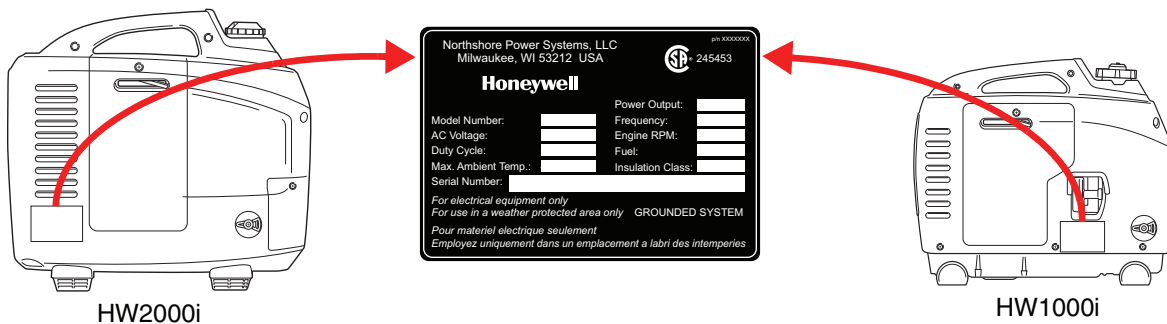 p/n XXXXXXX
Northshore Power Systems, LLC
Milwaukee, WI 53212  USA
SA® 245453
Honeywell
Power Output:
Model Number:
Frequency:
AC Voltage:
Engine RPM:
Duty Cycle:
Fuel:
Max. Ambient Temp.:
Insulation Class:
Serial Number:
For electrical equipment only
For use in a weather protected area only GROUNDED SYSTEM
Pour materiel electrique seulement
Employez uniquement dans un emplacement a labri des intemperies
HW2000i
HW1000i